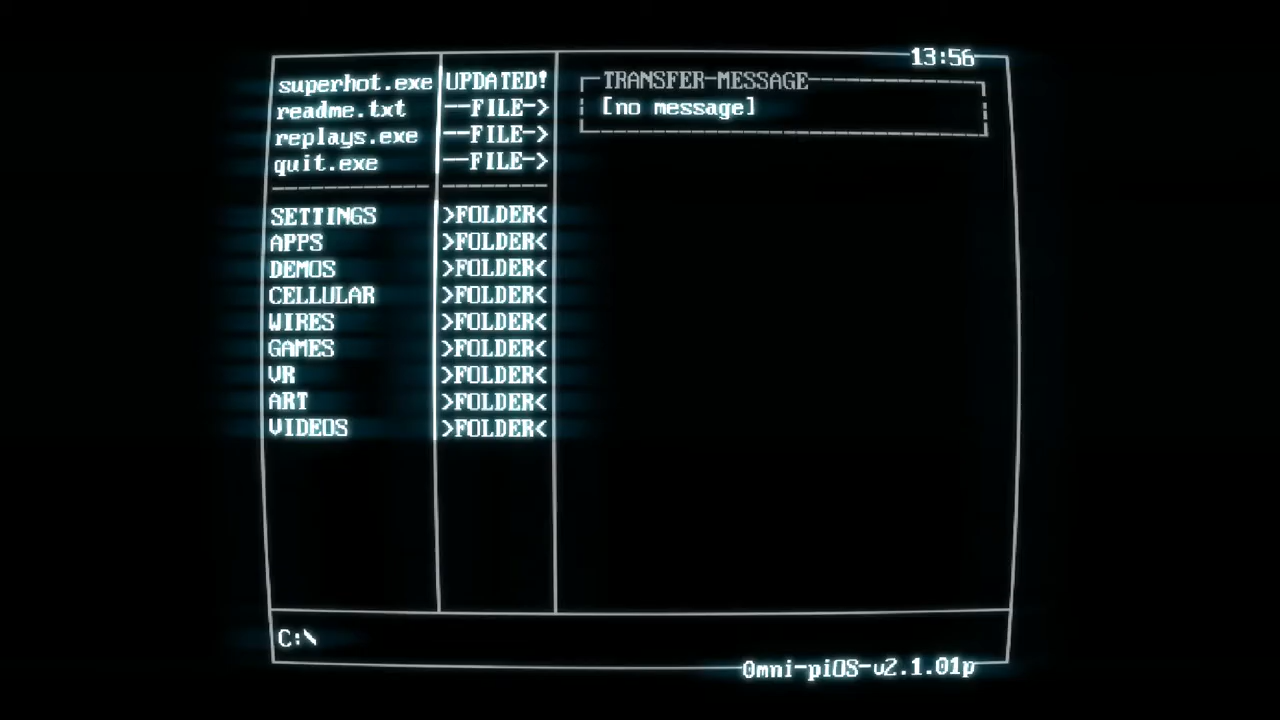 13:56
superhot.exe UPDATED!
readme.txt —FILE—>
replays.exe —FILE—>
quit.exe —FILE—>
SETTINGS >FOLDER<
APPS >FOLDER<
DEMOS >FOLDER<
CELLULAR >FOLDER<
WIRES >FOLDER<
GAMES >FOLDER<
VR >FOLDER<
ART >FOLDER<
VIDEOS >FOLDER<
TRANSFER-MESSAGE
[no message]
C:\
Omni-piOS-v2.1.01p